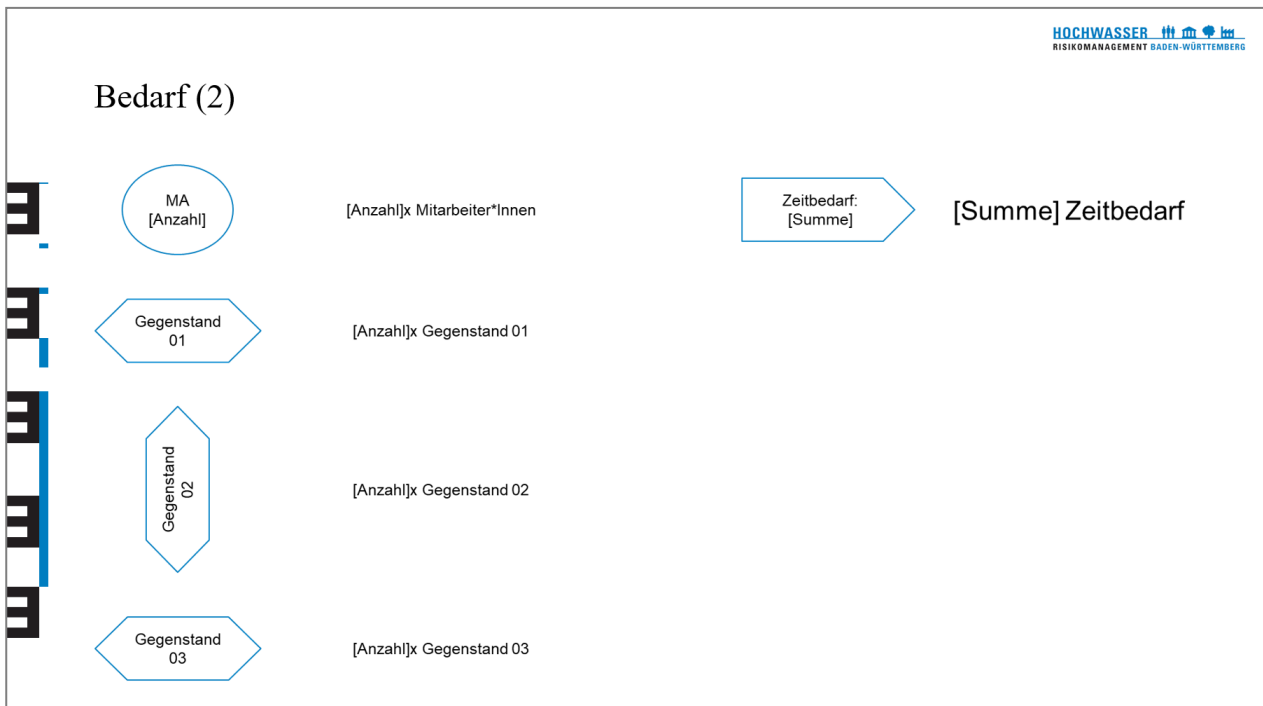 HOCHWASSER
RISIKOMANAGEMENT BADEN-WÜRTTEMBERG
Bedarf (2)
MA
[Anzahl]
[Anzahl]x Mitarbeiter*Innen
Zeitbedarf:
[Summe]
[Summe] Zeitbedarf
Gegenstand
01
[Anzahl]x Gegenstand 01
Gegenstand
02
[Anzahl]x Gegenstand 02
Gegenstand
03
[Anzahl]x Gegenstand 03